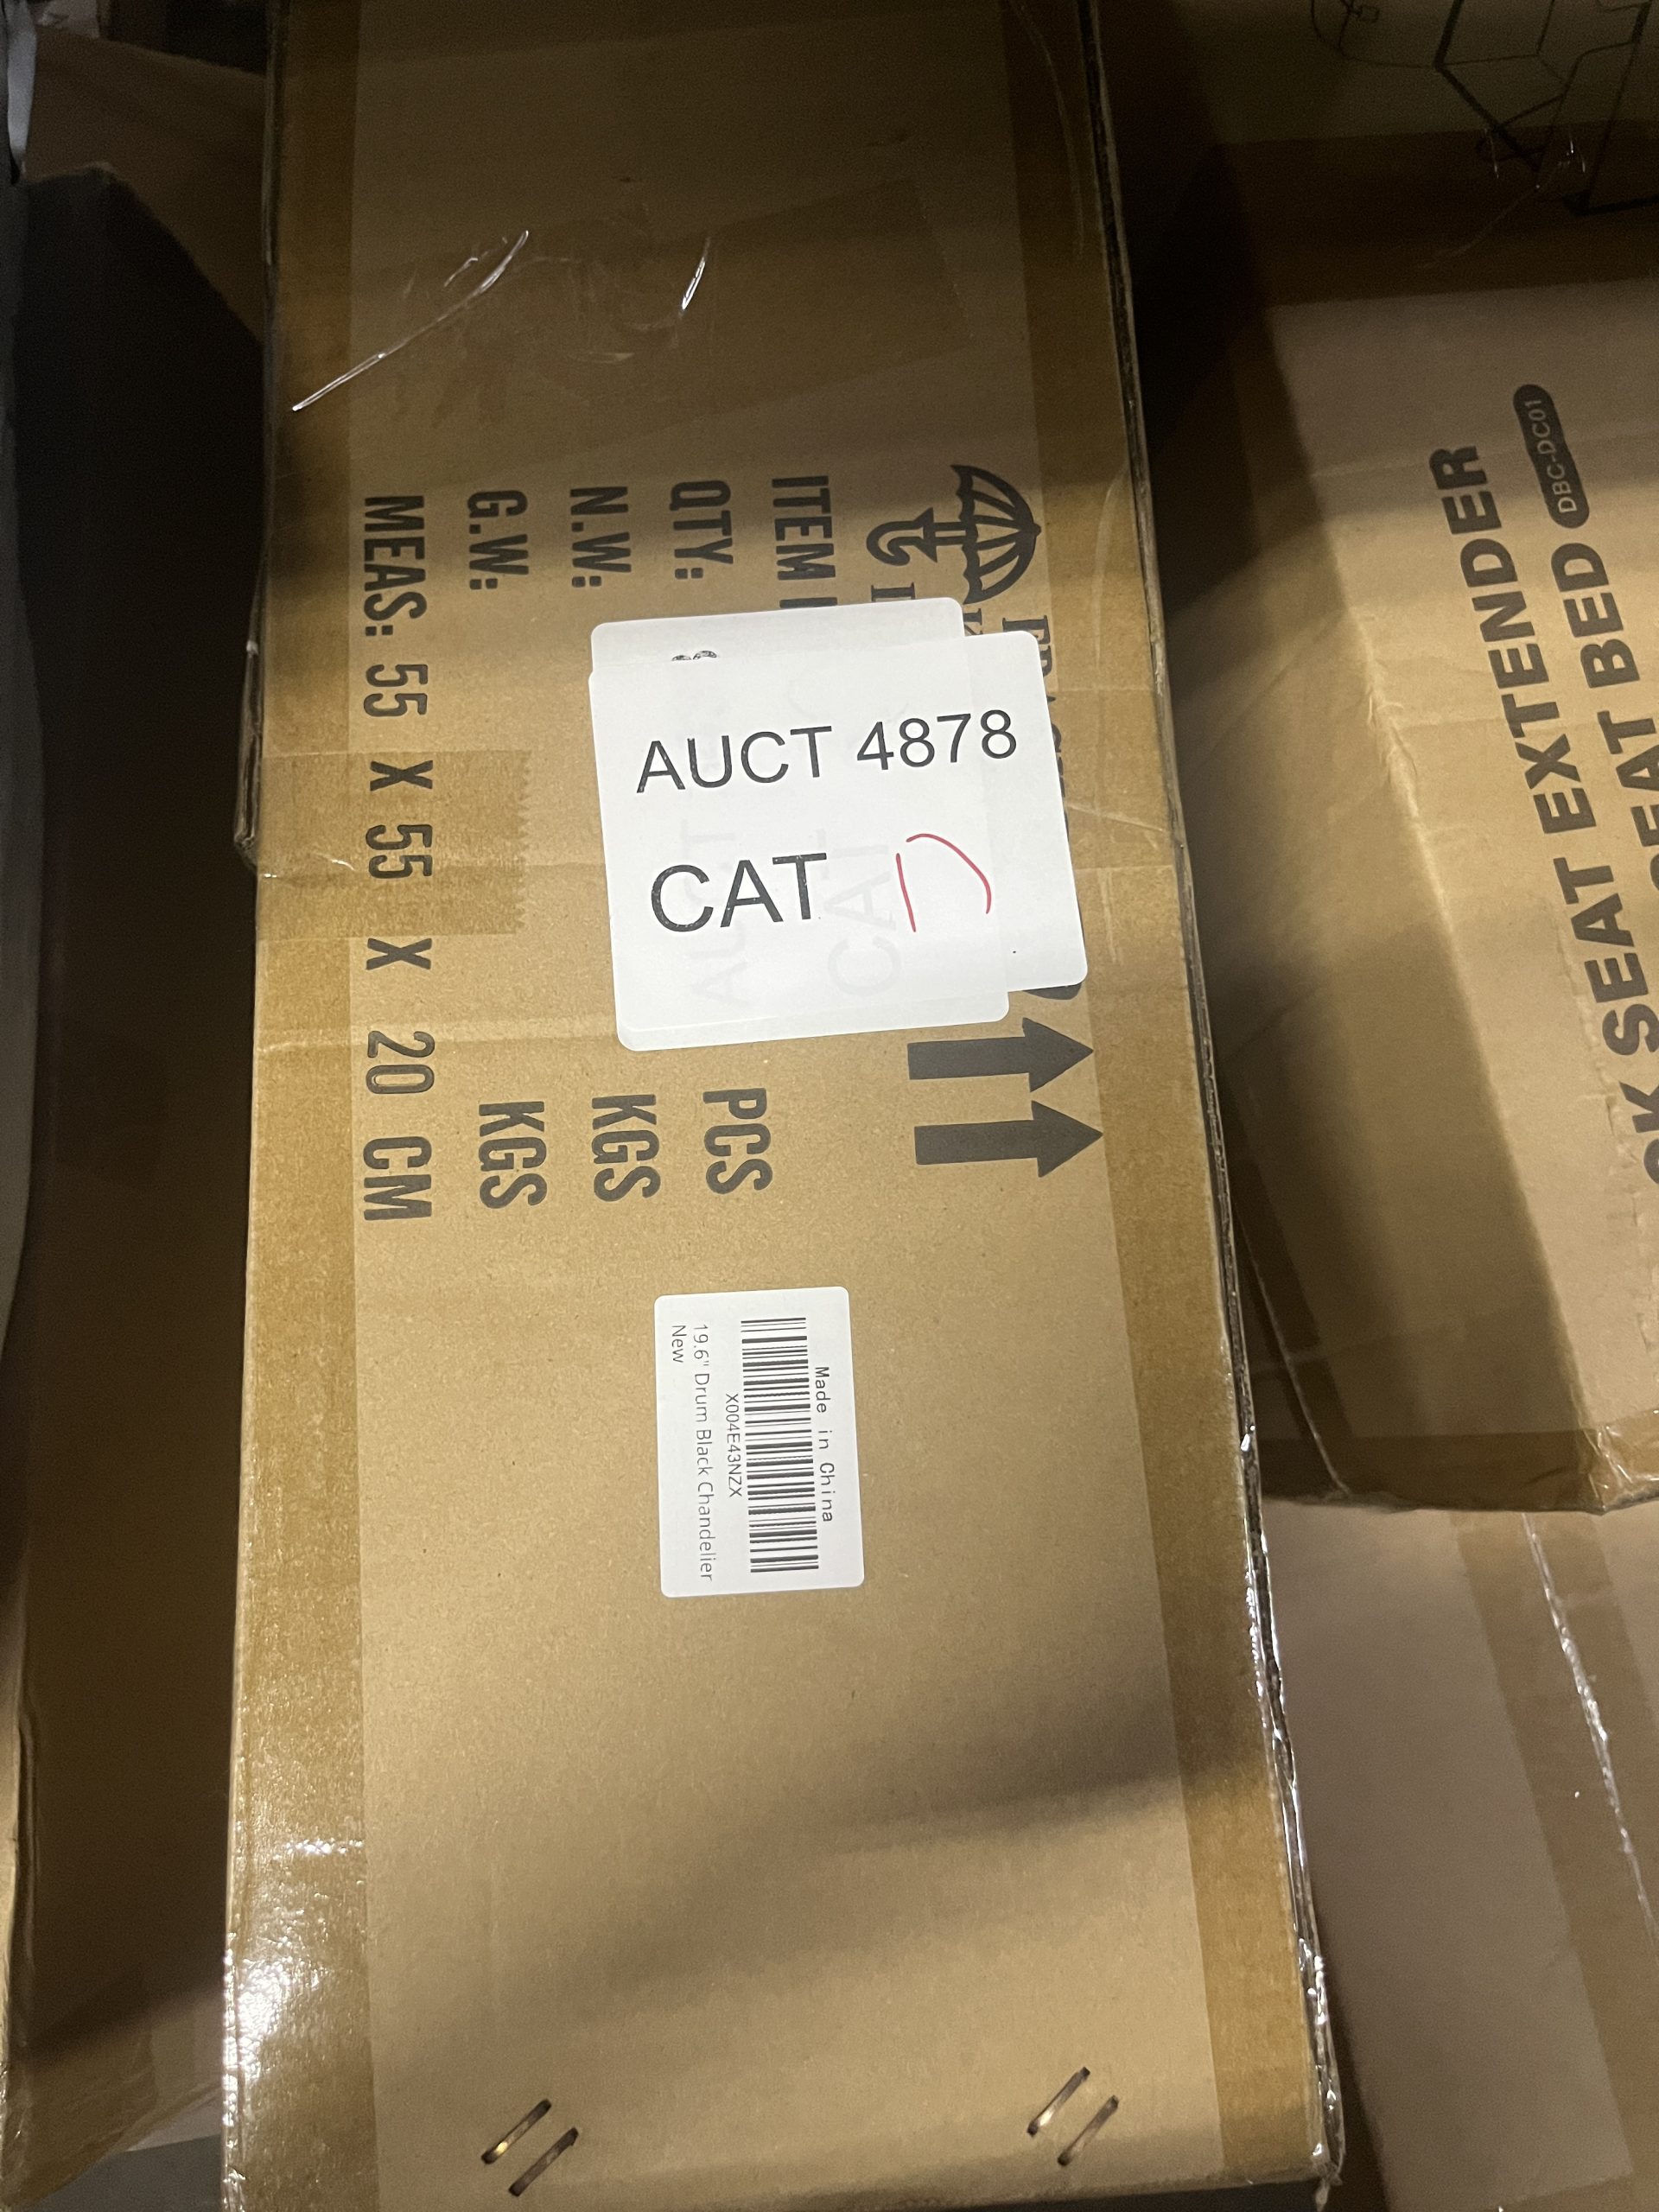 AUCT 4878
CAT D
ITEM
QTY: PCS
N.W: KGS
G.W: KGS
MEAS: 55 X 55 X 20 CM
Made in China
X004E43NZX
19.6" Drum Black Chandelier
New
DBC-DC01
SEAT EXTENDER
SEAT BED
SEAT